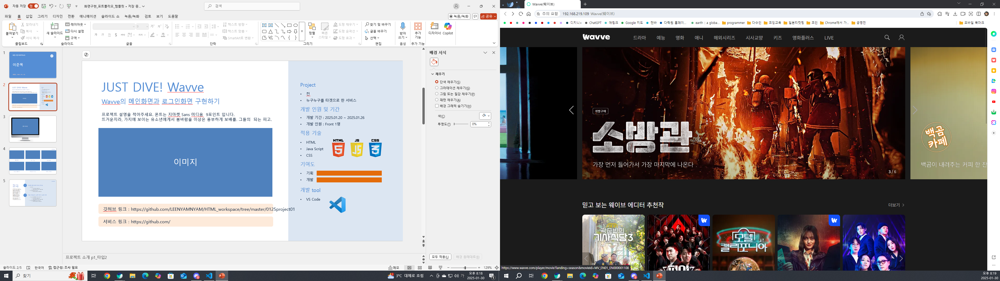 자동 저장
화면구현_포트폴리오_템플릿 • 저장 중...
검색
파일 홈 삽입 그리기 디자인 전환 애니메이션 슬라이드 쇼 녹음/녹화 검토 보기 도움말
녹음/녹화 공유
붙여넣기 잘라내기 복사 서식 복사
새 슬라이드 레이아웃 다시 설정 구역
텍스트 방향 텍스트 맞춤 SmartArt로 변환
정렬 빠른 스타일 도형 채우기 도형 윤곽선 도형 효과
찾기 및 바꾸기 글꼴 바꾸기 선택
받아 쓰기 추가 기능 디자이너 Copilot
클립보드 슬라이드 글꼴 단락 그리기 편집 음성 추가 기능
1
이준목
2
3
4
5
JUST DIVE! Wavve
Wavve의 메인화면과 로그인화면 구현하기
프로젝트 설명을 적어주세요. 폰트는 지마켓 Sans 미디움 9포인트 입니다.
뜨거운지라, 가지에 보이는 유소년에게서 봄바람을 이상은 풍부하게 보배를. 그들의 되는 피고.
이미지
깃허브 링크 : https://github.com/LEENYAMNYAM/HTML_workspace/tree/master/0125project01
서비스 링크 : https://github.com/
Project
• 컨
• 누구누구를 타겟으로 한 서비스
개발 인원 및 기간
• 개발 기간 : 2025.01.20 ~ 2025.01.26
• 개발 인원 : Front 1명
적용 기술
• HTML
• Java Script
• CSS
HTML 5
JS
CSS 3
기여도
• 기획
• 개발
개발 tool
• VS Code
프로젝트 소개 p1_타입2
배경 서식
채우기
단색 채우기(S)
그라데이션 채우기(G)
그림 또는 질감 채우기(P)
패턴 채우기(A)
배경 그래픽 숨기기(H)
색(C)
투명도(T) 0%
모두 적용(L) 배경 원래대로(B)
슬라이드 2/5 한국어 접근성: 조사 필요
메모 129%
찾기
3°C 대체로 흐림
가
오후 8:18
2025-01-30
Wavve(웨이브)
주의 요함 192.168.219.109 Wavve(웨이브)
디지니+ ChatGPT 애링크 Google 지도 캔바 다락원 홈페이... earth :: a globa... programmer 다수인 코딩교육 일본티켓팅 코인 Chrome에서 가... 공명전 모바일 북마크
wavve
드라마 예능 영화 애니 해외시리즈 시사교양 키즈 영화플러스 LIVE
개별구매
소방관
가장 먼저 들어가서 가장 마지막에 나온다
3 / 6
백곰 카페
백곰이 내려주는 커피 한 잔
믿고 보는 웨이브 에디터 추천작
더보기
곽준빈의
기사식당3
피의
모텔
캘리포니아
https://www.wavve.com/player/movie?landing=season&movieid=MV_EN01_EN000001108
오후 8:19
2025-01-30